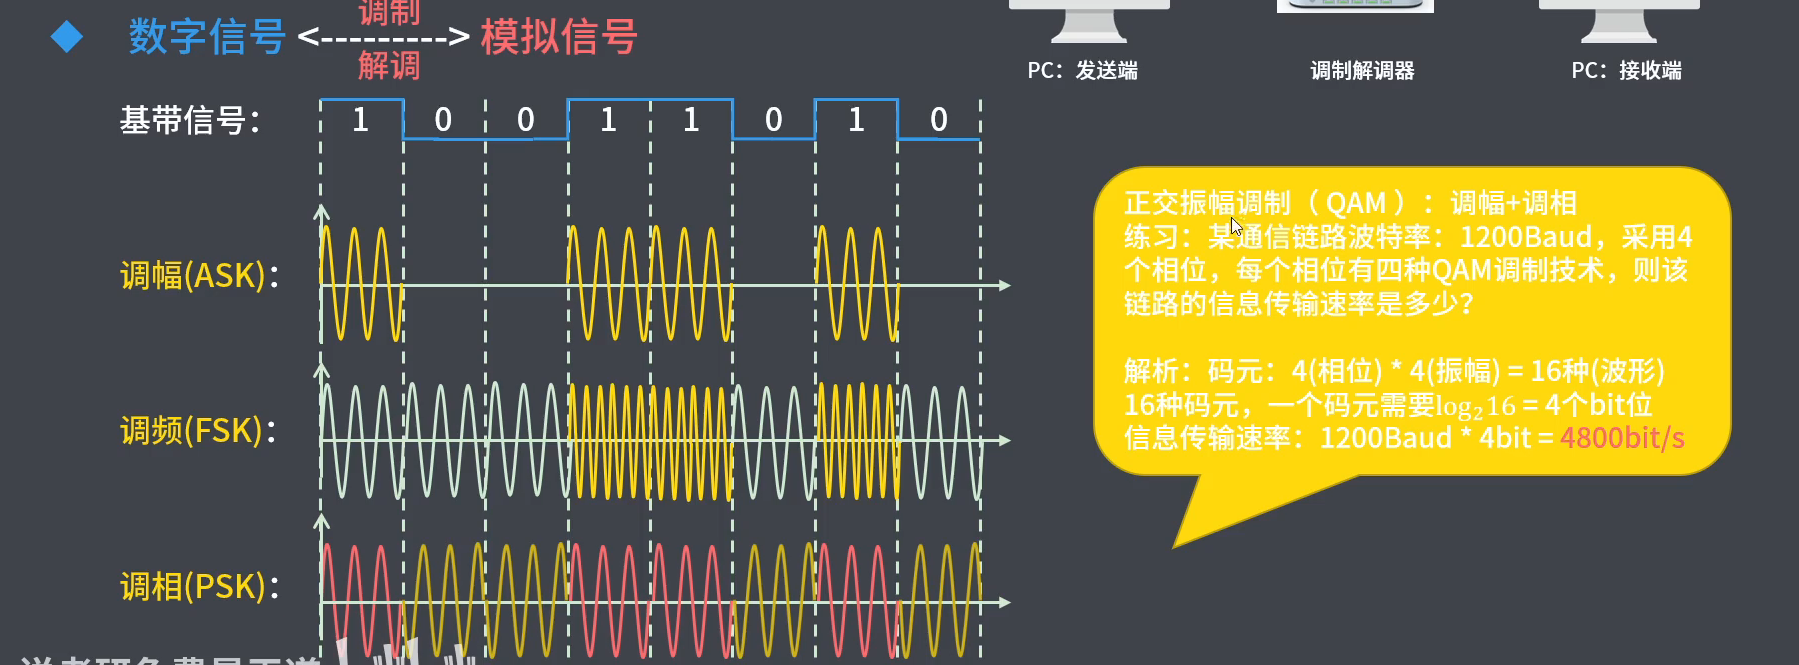 调制
数字信号 <---------> 模拟信号
解调
PC：发送端
调制解调器
PC：接收端
基带信号：
1 0 0 1 1 0 1 0
调幅(ASK)：
调频(FSK)：
调相(PSK)：
正交振幅调制（ QAM ）：调幅+调相
练习：某通信链路波特率：1200Baud，采用4
个相位，每个相位有四种QAM调制技术，则该
链路的信息传输速率是多少？
解析：码元：4(相位) * 4(振幅) = 16种(波形)
16种码元，一个码元需要log₂16 = 4个bit位
信息传输速率：1200Baud * 4bit = 4800bit/s